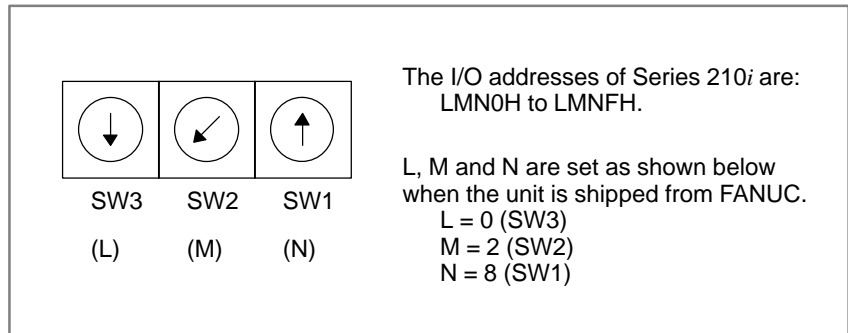 The I/O addresses of Series 210i are:
LMN0H to LMNFH.
L, M and N are set as shown below
when the unit is shipped from FANUC.
L = 0 (SW3)
M = 2 (SW2)
N = 8 (SW1)
SW3 SW2 SW1
(L) (M) (N)